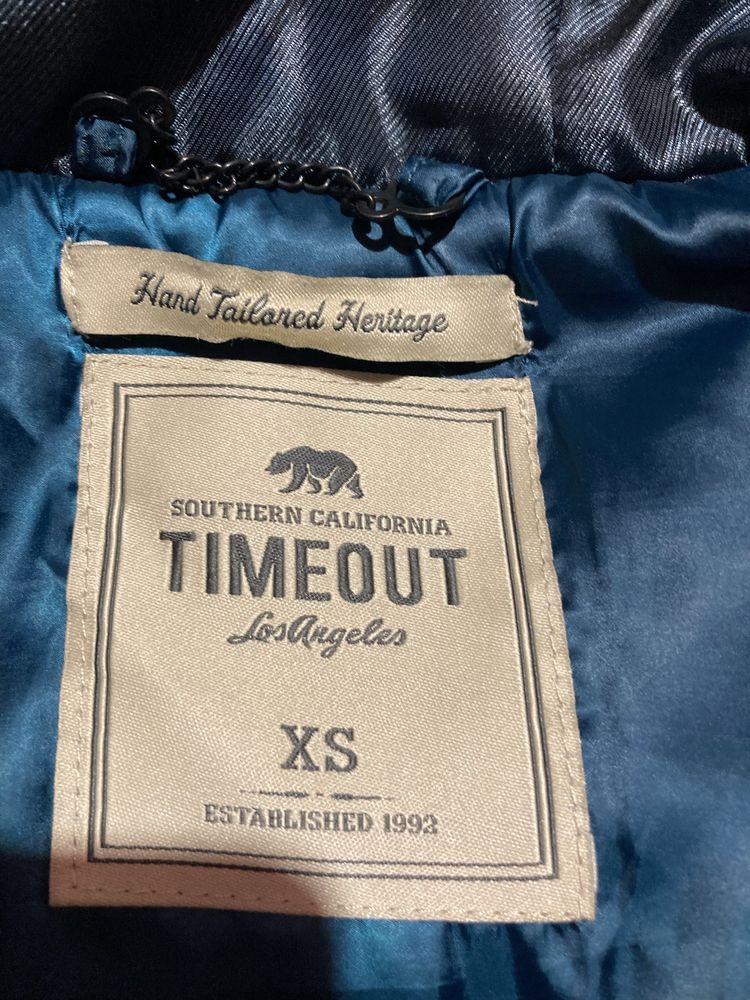 Hand Tailored Heritage
SOUTHERN CALIFORNIA
TIMEOUT
Los Angeles
XS
ESTABLISHED 1992